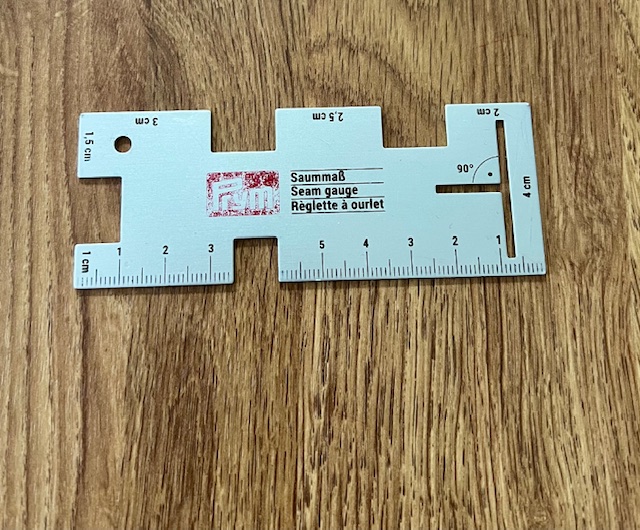 3 cm
2,5 cm
2 cm
1,5 cm
90°
Prym
Saummaß
Seam gauge
Règlette à ourlet
4 cm
1 cm
1 2 3
5 4 3 2 1